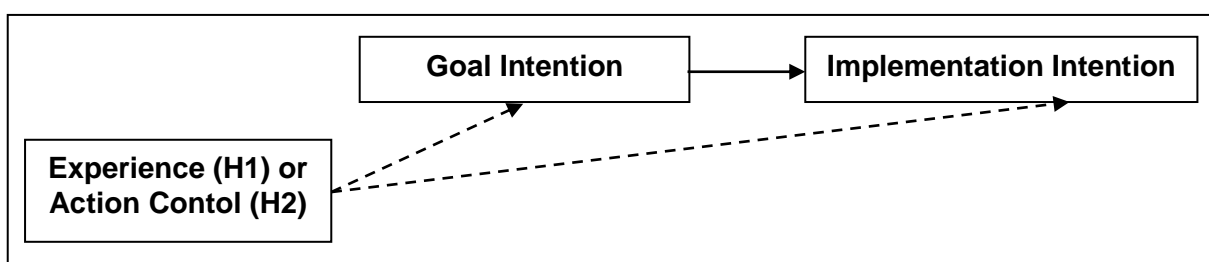 Goal Intention
Implementation Intention
Experience (H1) or
Action Contol (H2)